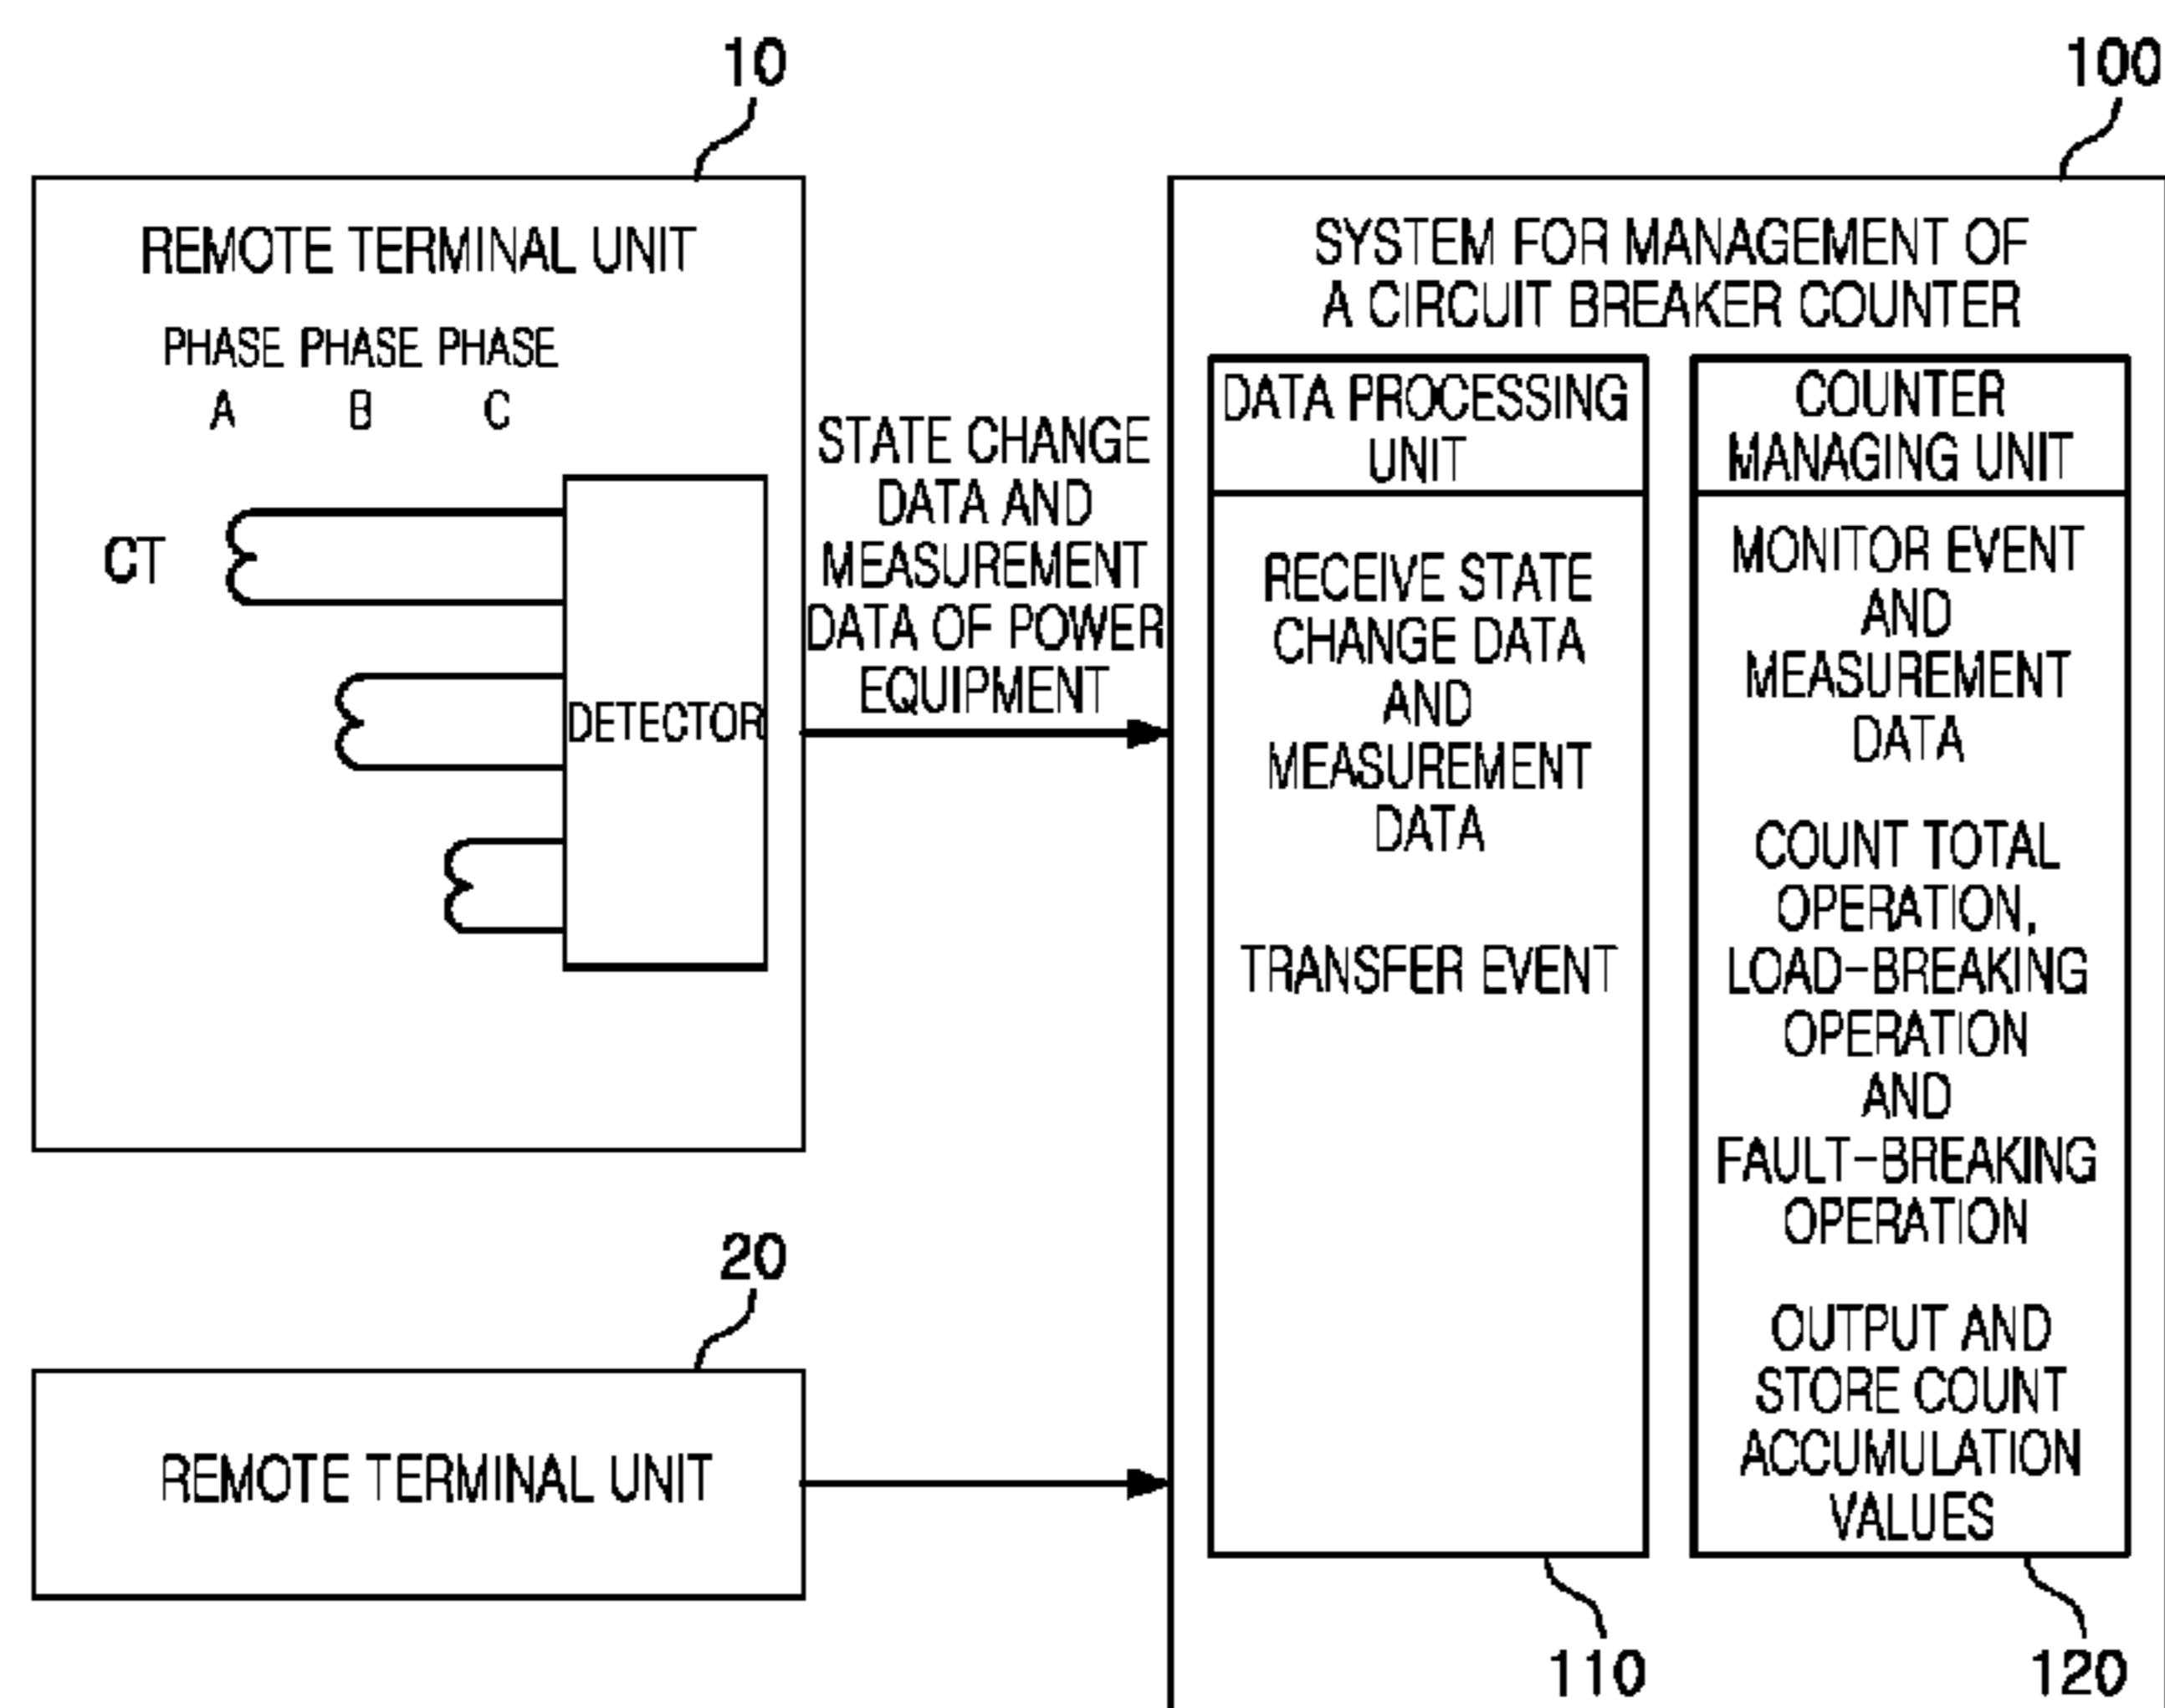 10
REMOTE TERMINAL UNIT
PHASE PHASE PHASE
A B C
CT
DETECTOR
STATE CHANGE
DATA AND
MEASUREMENT
DATA OF POWER
EQUIPMENT
20
REMOTE TERMINAL UNIT
100
SYSTEM FOR MANAGEMENT OF
A CIRCUIT BREAKER COUNTER
DATA PROCESSING
UNIT
RECEIVE STATE
CHANGE DATA
AND
MEASUREMENT
DATA
TRANSFER EVENT
110
COUNTER
MANAGING UNIT
MONITOR EVENT
AND
MEASUREMENT
DATA
COUNT TOTAL
OPERATION,
LOAD-BREAKING
OPERATION
AND
FAULT-BREAKING
OPERATION
OUTPUT AND
STORE COUNT
ACCUMULATION
VALUES
120